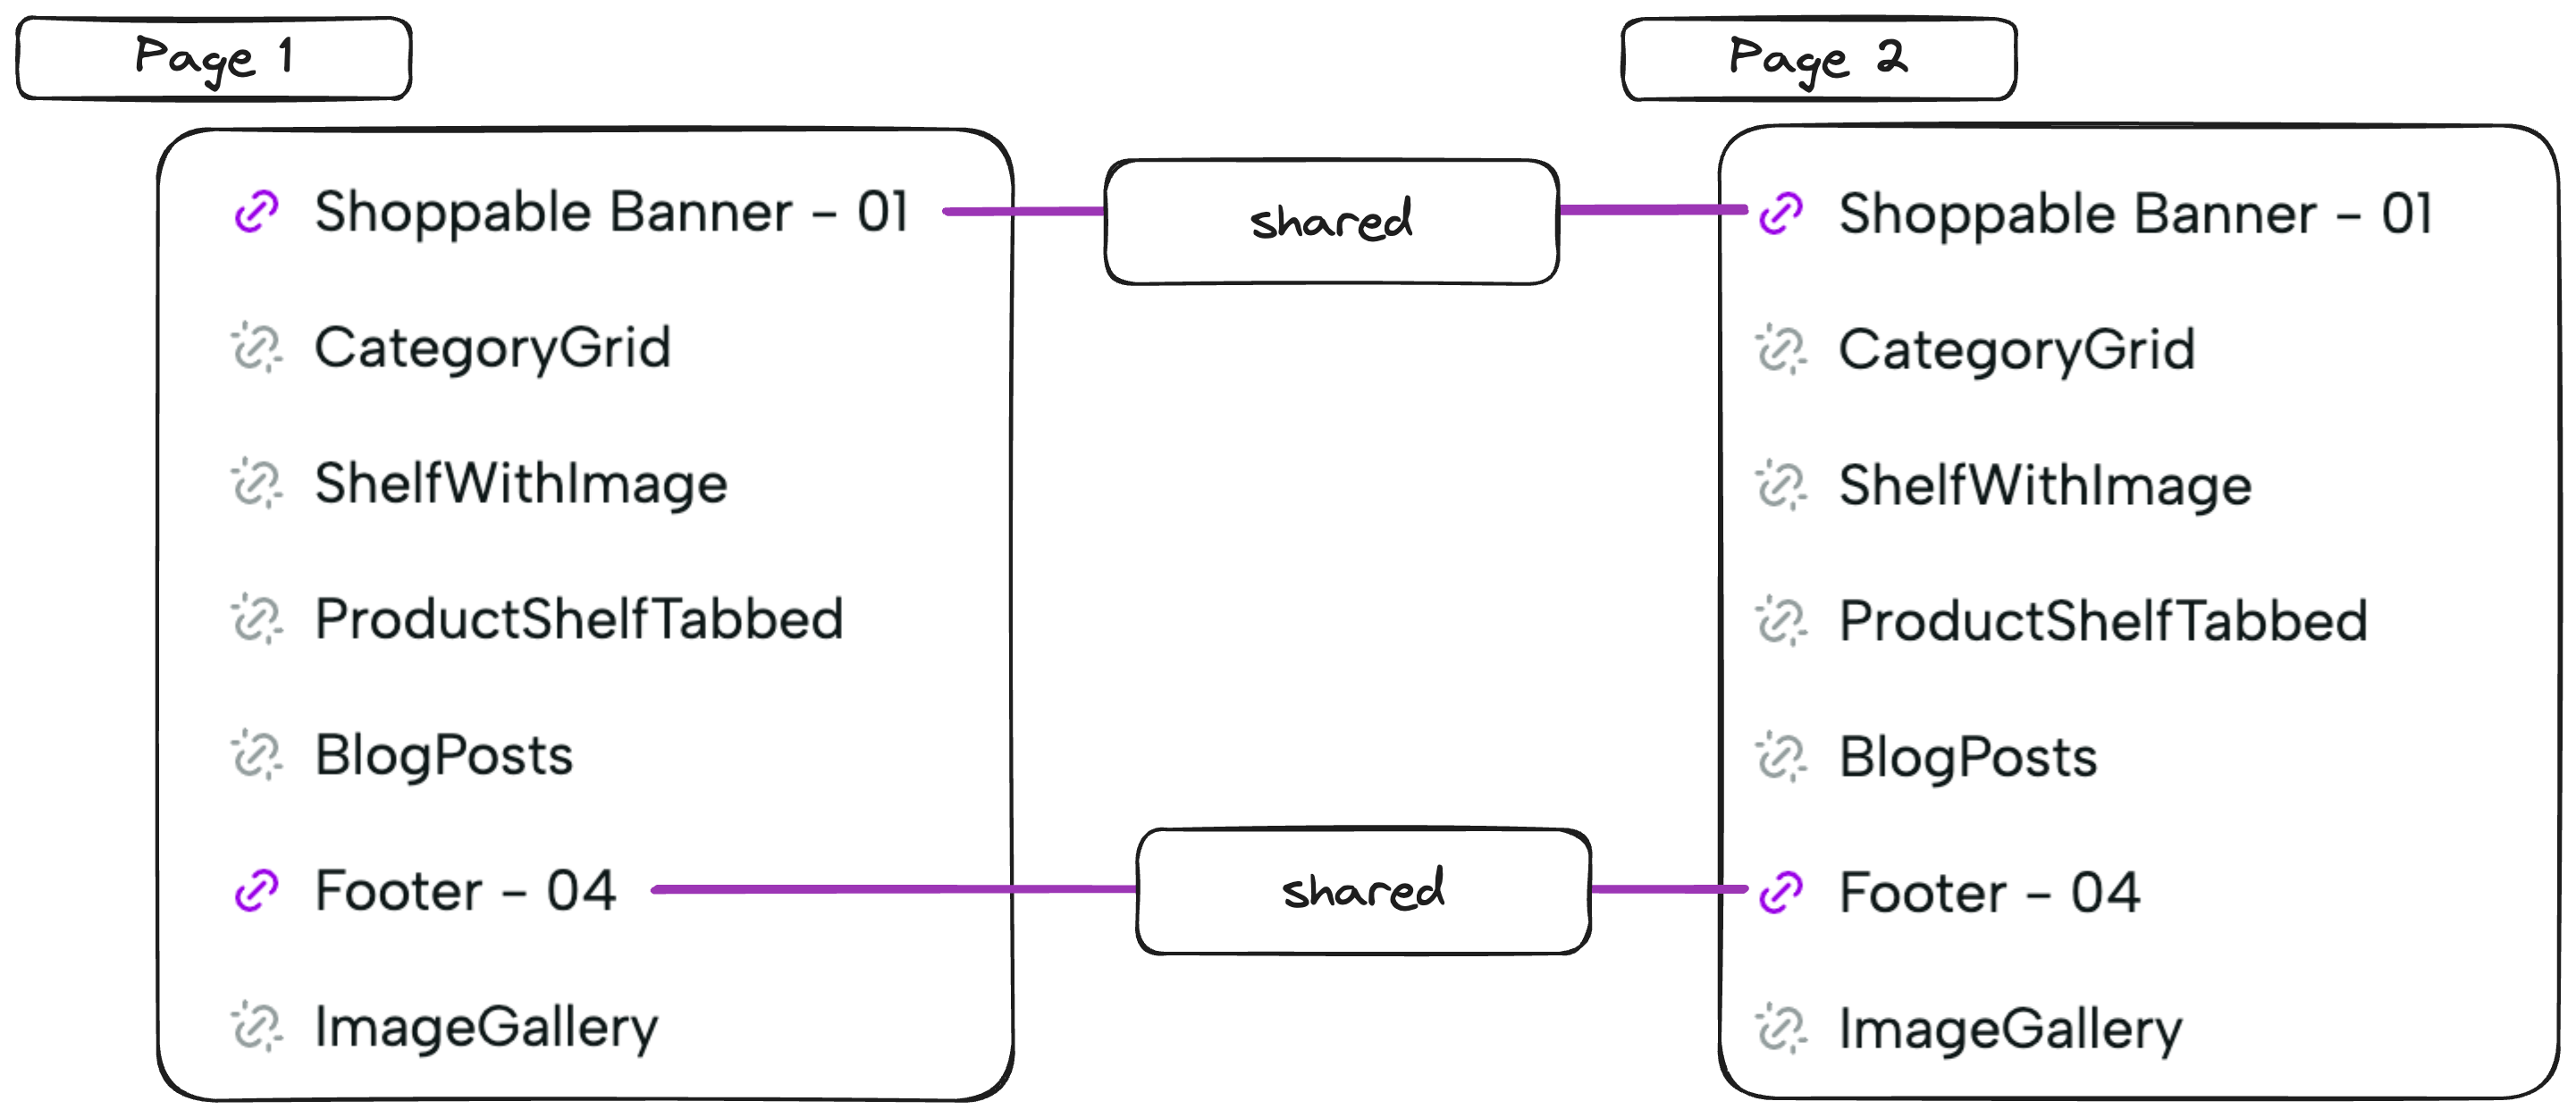 Page 1
Shoppable Banner - 01
CategoryGrid
ShelfWithImage
ProductShelfTabbed
BlogPosts
Footer - 04
ImageGallery
shared
shared
Page 2
Shoppable Banner - 01
CategoryGrid
ShelfWithImage
ProductShelfTabbed
BlogPosts
Footer - 04
ImageGallery